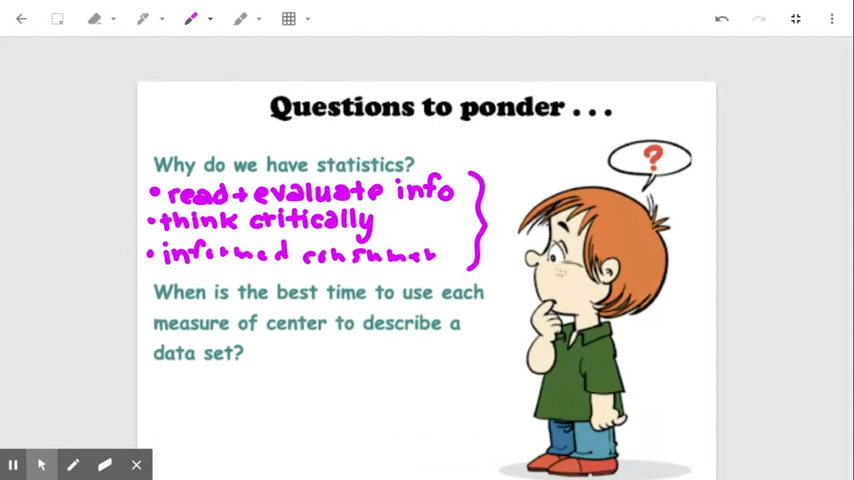 Questions to ponder . . .
?
Why do we have statistics?
• read + evaluate info
• think critically
• informed consumer
When is the best time to use each
measure of center to describe a
data set?